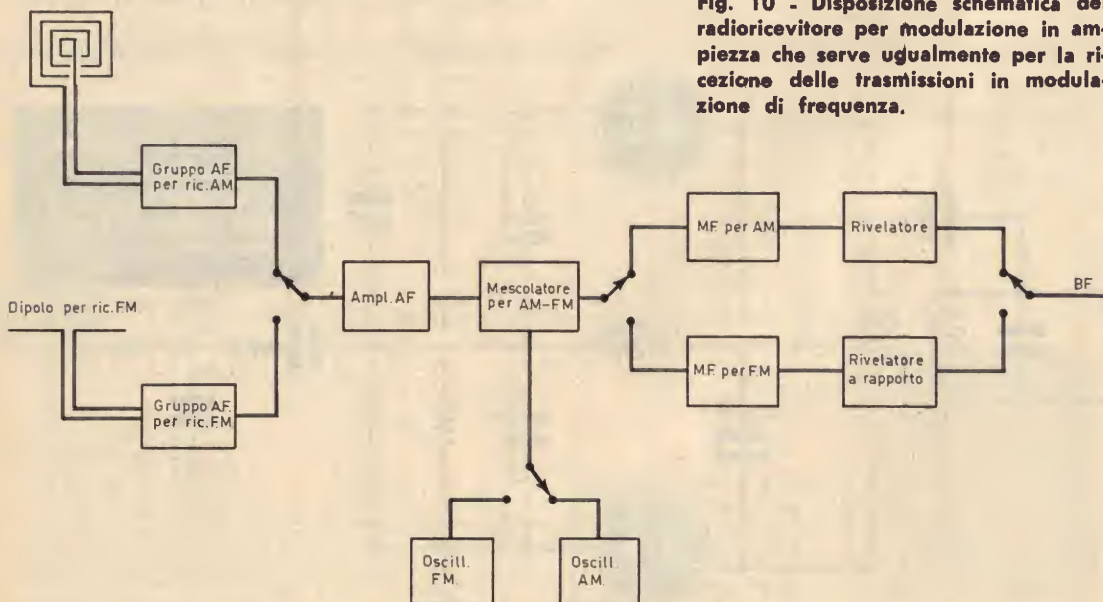 Fig. 10 - Disposizione schematica del
radioricevitore per modulazione in am-
piezza che serve ugualmente per la ri-
cezione delle trasmissioni in modula-
zione di frequenza.
Gruppo AF.
per ric.AM
Dipolo per ric.FM.
Gruppo AF.
per ric.FM
Ampl. AF
Mescolatore
per AM-FM
MF. per AM
Rivelatore
BF
MF. per FM
Rivelatore
a rapporto
Oscill.
FM.
Oscill.
AM.